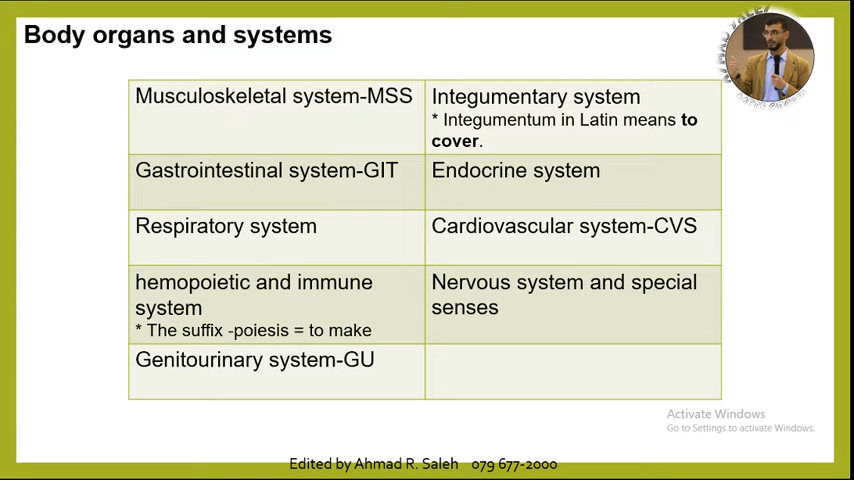 Body organs and systems
Musculoskeletal system-MSS
Integumentary system
* Integumentum in Latin means to
cover.
Gastrointestinal system-GIT
Endocrine system
Respiratory system
Cardiovascular system-CVS
hemopoietic and immune
system
* The suffix -poiesis = to make
Nervous system and special
senses
Genitourinary system-GU
Activate Windows
Go to Settings to activate Windows.
Edited by Ahmad R. Saleh 079 677-2000